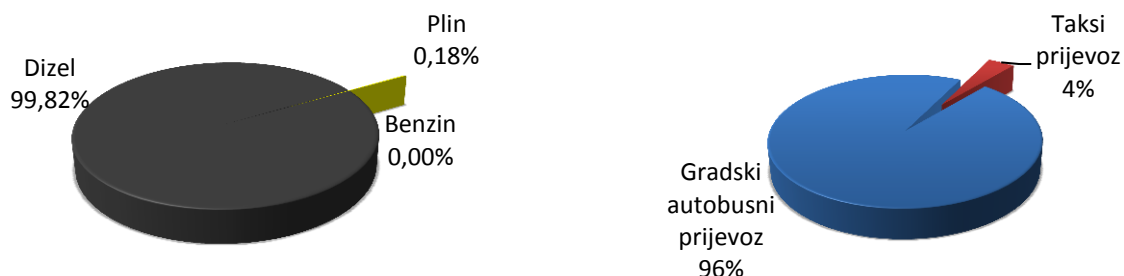 Plin
0,18%
Dizel
99,82%
Benzin
0,00%
Taksi
prijevoz
4%
Gradski
autobusni
prijevoz
96%